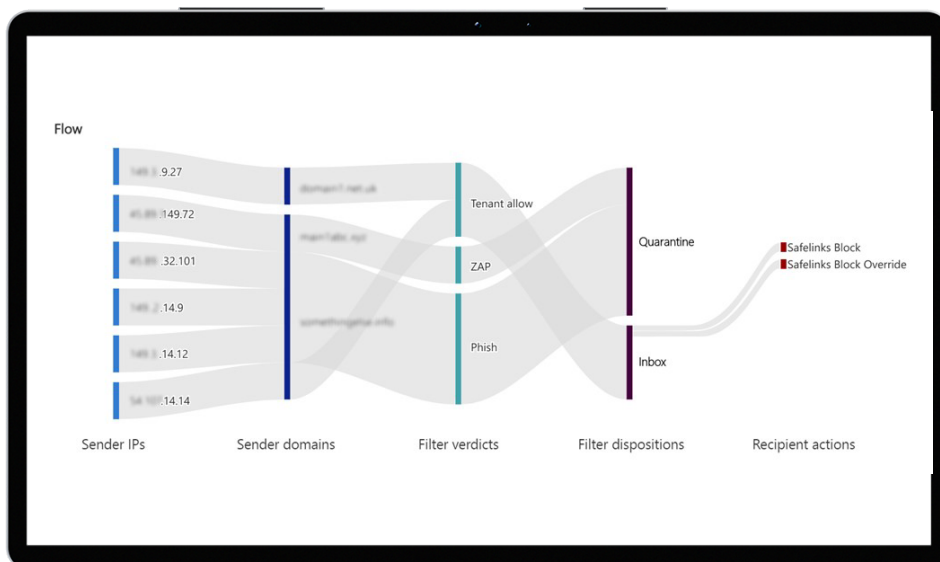 Flow
.9.27
.149.72
.32.101
.14.9
.14.12
.14.14
Tenant allow
ZAP
Phish
Quarantine
Inbox
Safelinks Block
Safelinks Block Override
Sender IPs
Sender domains
Filter verdicts
Filter dispositions
Recipient actions